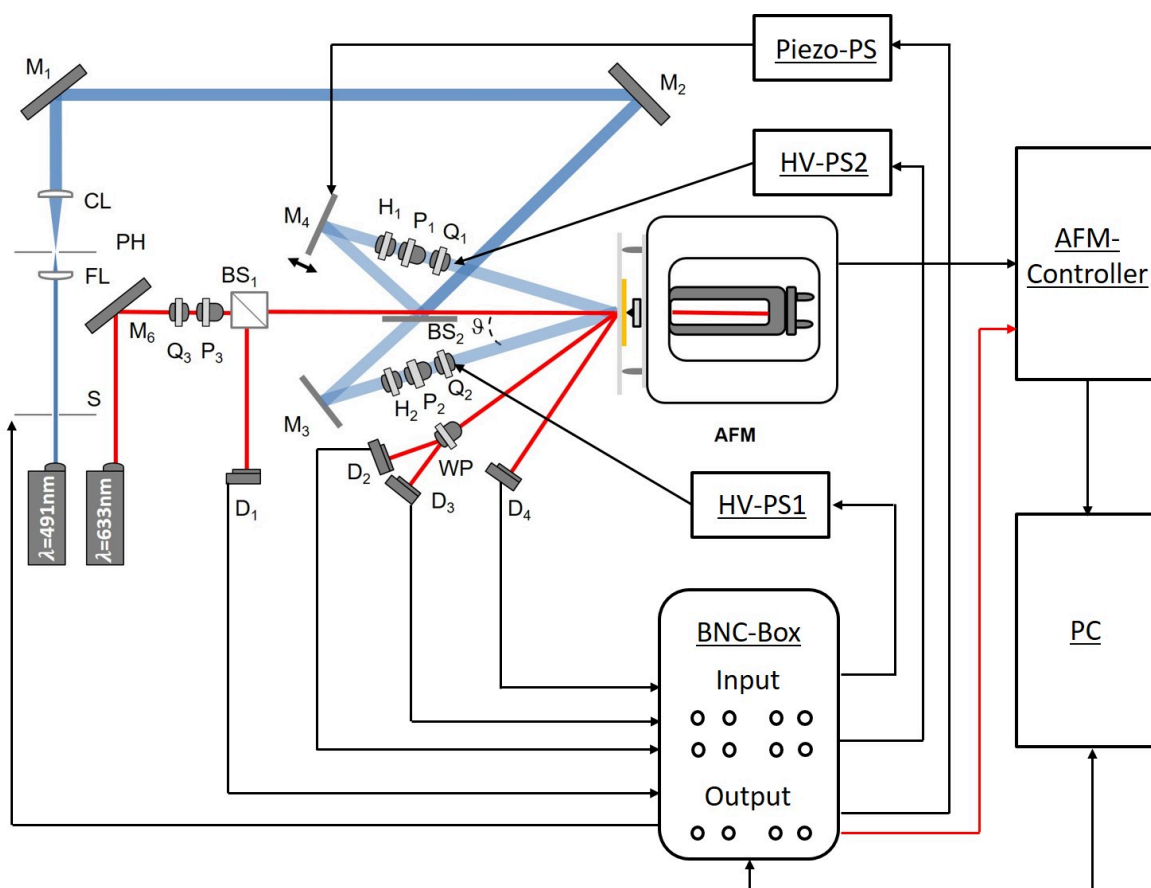 Piezo-PS
M1
M2
HV-PS2
CL
M4
H1
P1
Q1
PH
AFM-
Controller
FL
BS1
M6
Q3
P3
BS2
ϑ
Q2
P2
H2
S
M3
AFM
D2
WP
D3
D4
D1
HV-PS1
λ=491nm
λ=633nm
BNC-Box
Input
Output
PC